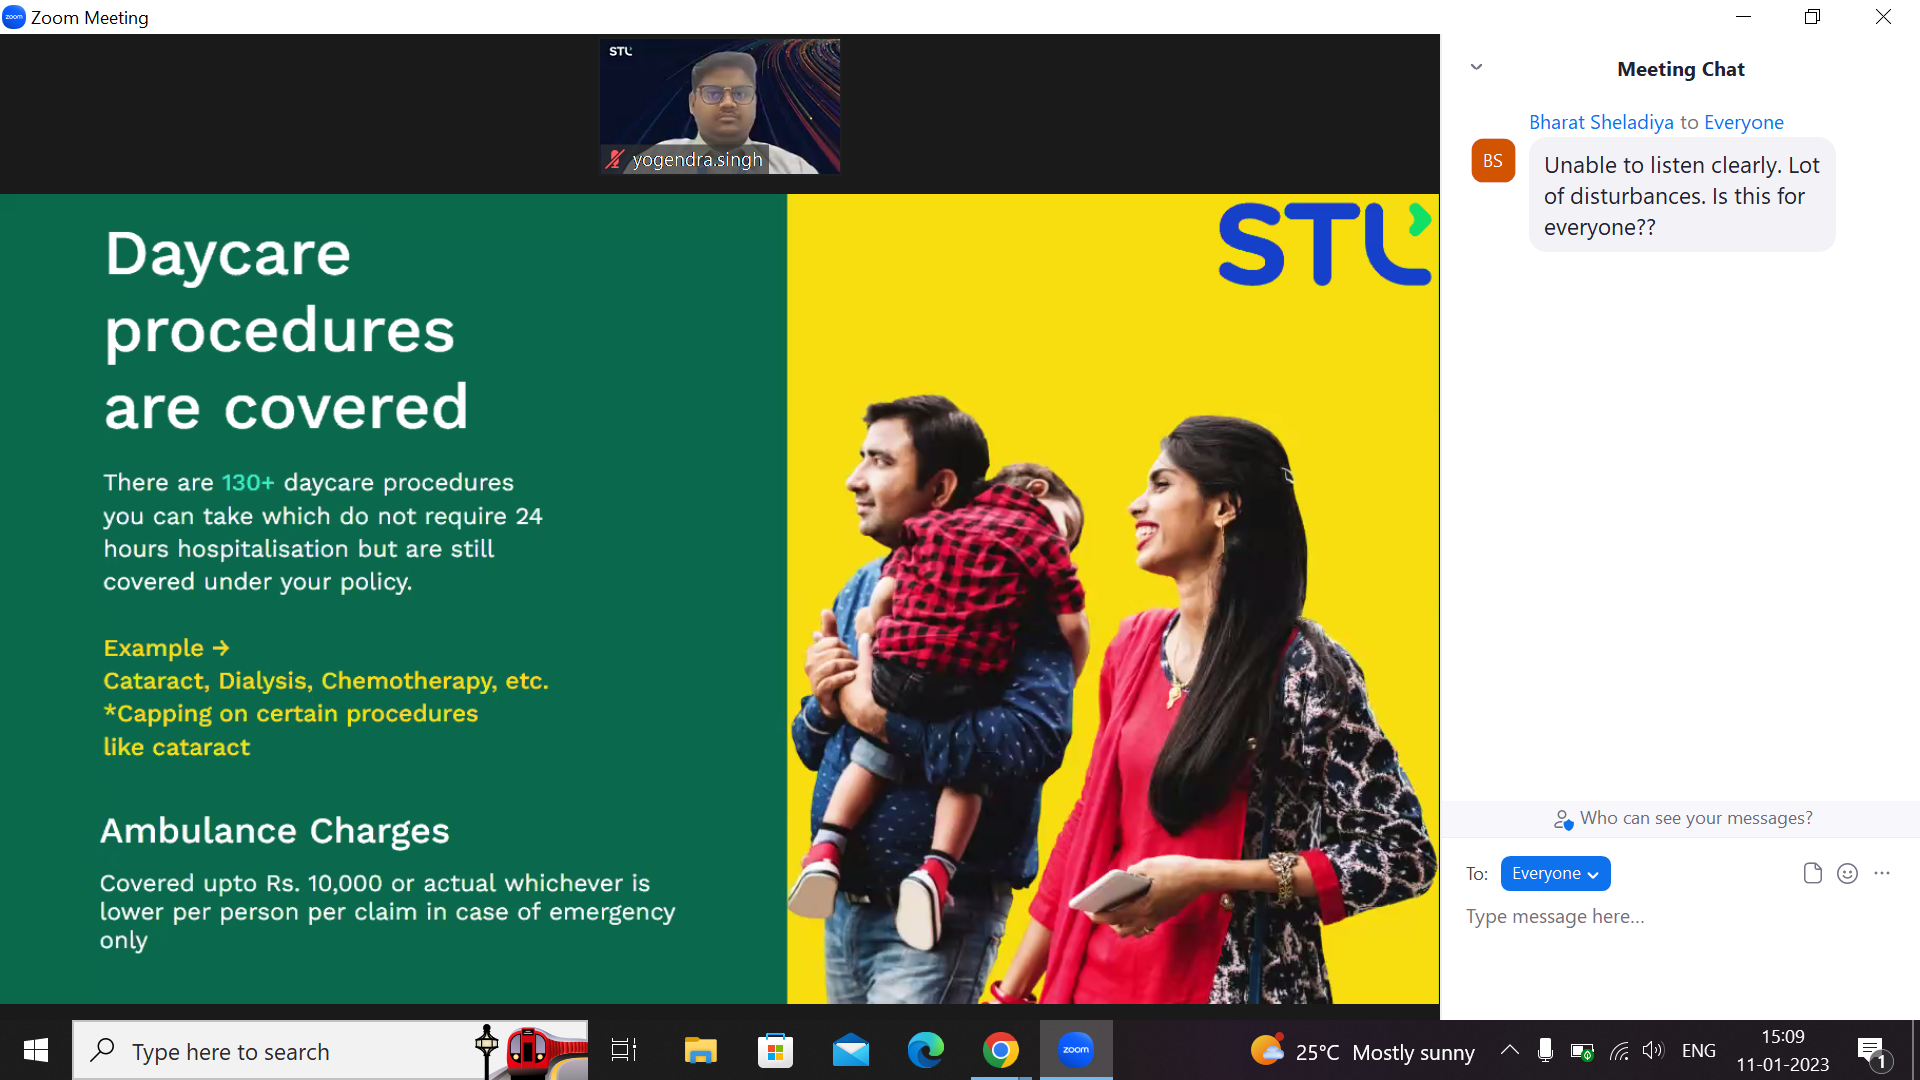 zoom Zoom Meeting
STL
yogendra.singh
STL
Daycare
procedures
are covered
There are 130+ daycare procedures
you can take which do not require 24
hours hospitalisation but are still
covered under your policy.
Example →
Cataract, Dialysis, Chemotherapy, etc.
*Capping on certain procedures
like cataract
Ambulance Charges
Covered upto Rs. 10,000 or actual whichever is
lower per person per claim in case of emergency
only
Meeting Chat
Bharat Sheladiya to Everyone
BS
Unable to listen clearly. Lot
of disturbances. Is this for
everyone??
Who can see your messages?
To: Everyone
Type message here...
Type here to search
zoom
25°C Mostly sunny
ENG
15:09
11-01-2023
1